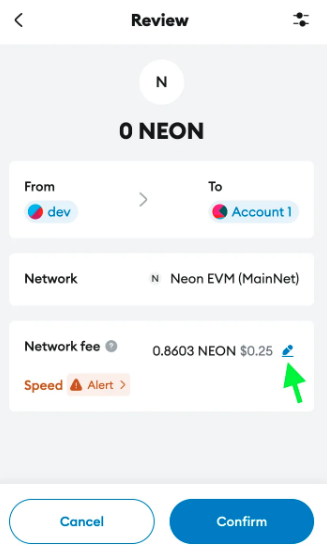 Review
N
0 NEON
From To
dev Account 1
Network N Neon EVM (MainNet)
Network fee ? 0.8603 NEON $0.25
Speed Alert
Cancel Confirm